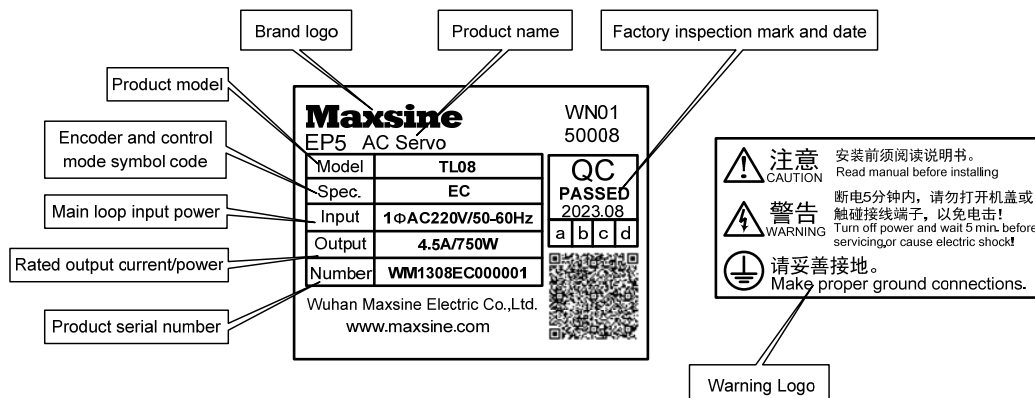 Brand logo
Product name
Factory inspection mark and date
Product model
Encoder and control
mode symbol code
Main loop input power
Rated output current/power
Product serial number
Maxsine
EP5 AC Servo
WN01
50008
Model TL08
Spec. EC
Input 1ΦAC220V/50-60Hz
Output 4.5A/750W
Number WM1308EC000001
QC
PASSED
2023.08
a b c d
Wuhan Maxsine Electric Co.,Ltd.
www.maxsine.com
注意
CAUTION
安装前须阅读说明书。
Read manual before installing
警告
WARNING
断电5分钟内，请勿打开机盖或
触碰接线端子，以免电击！
Turn off power and wait 5 min. before
servicing,or cause electric shock!
请妥善接地。
Make proper ground connections.
Warning Logo